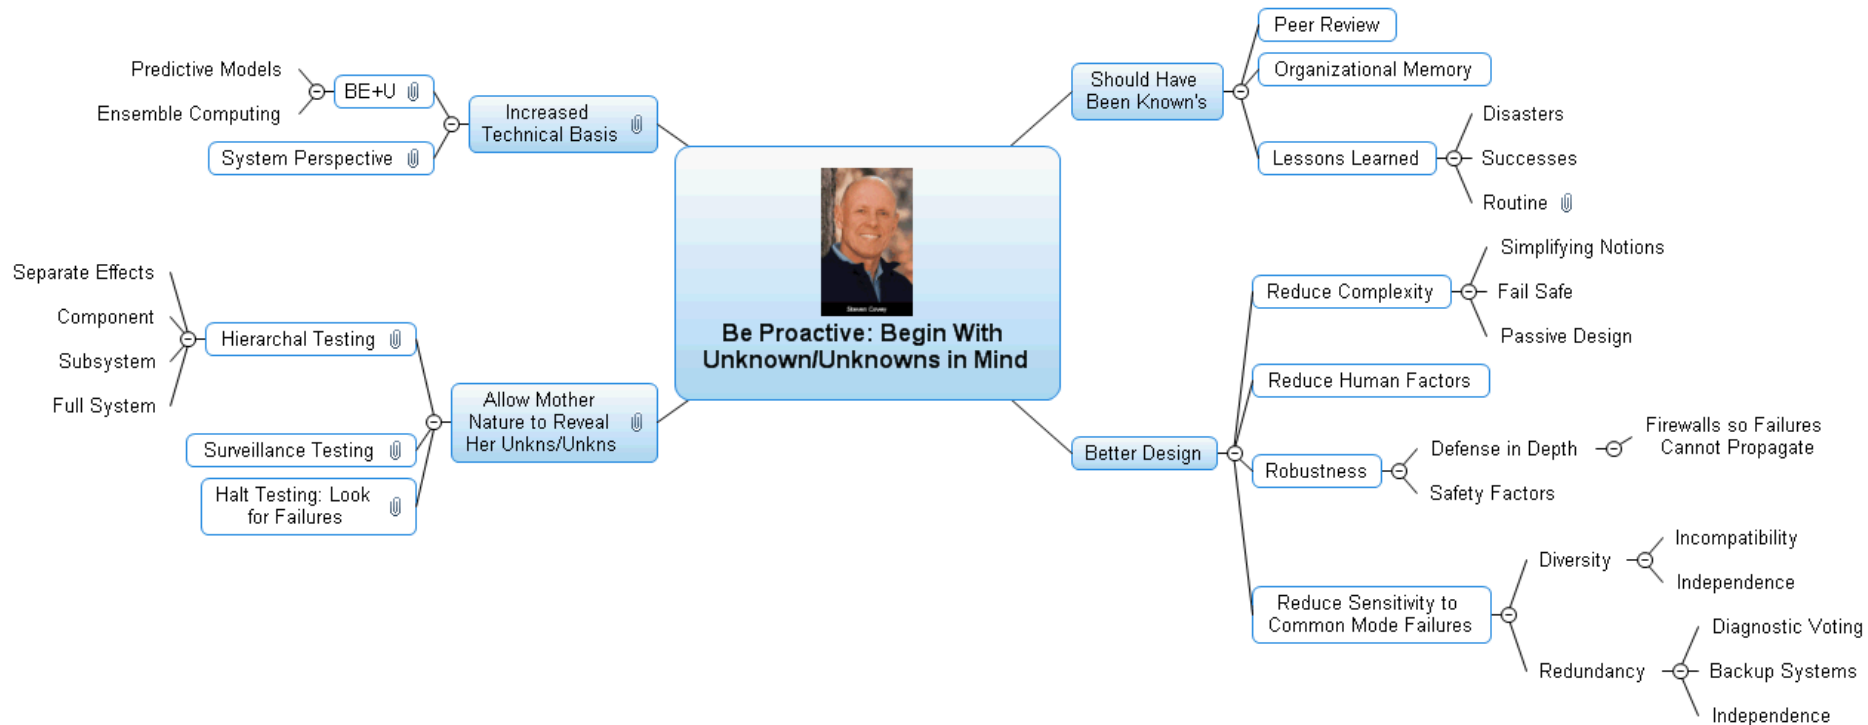 Predictive Models
BE+U
Ensemble Computing
Increased
Technical Basis
System Perspective
Separate Effects
Component
Hierarchal Testing
Subsystem
Full System
Allow Mother
Nature to Reveal
Her Unkns/Unkns
Surveillance Testing
Halt Testing: Look
for Failures
Steven Covey
Be Proactive: Begin With
Unknown/Unknowns in Mind
Should Have
Been Known's
Peer Review
Organizational Memory
Lessons Learned
Disasters
Successes
Routine
Better Design
Reduce Complexity
Simplifying Notions
Fail Safe
Passive Design
Reduce Human Factors
Robustness
Defense in Depth
Firewalls so Failures
Cannot Propagate
Safety Factors
Reduce Sensitivity to
Common Mode Failures
Diversity
Incompatibility
Independence
Redundancy
Diagnostic Voting
Backup Systems
Independence